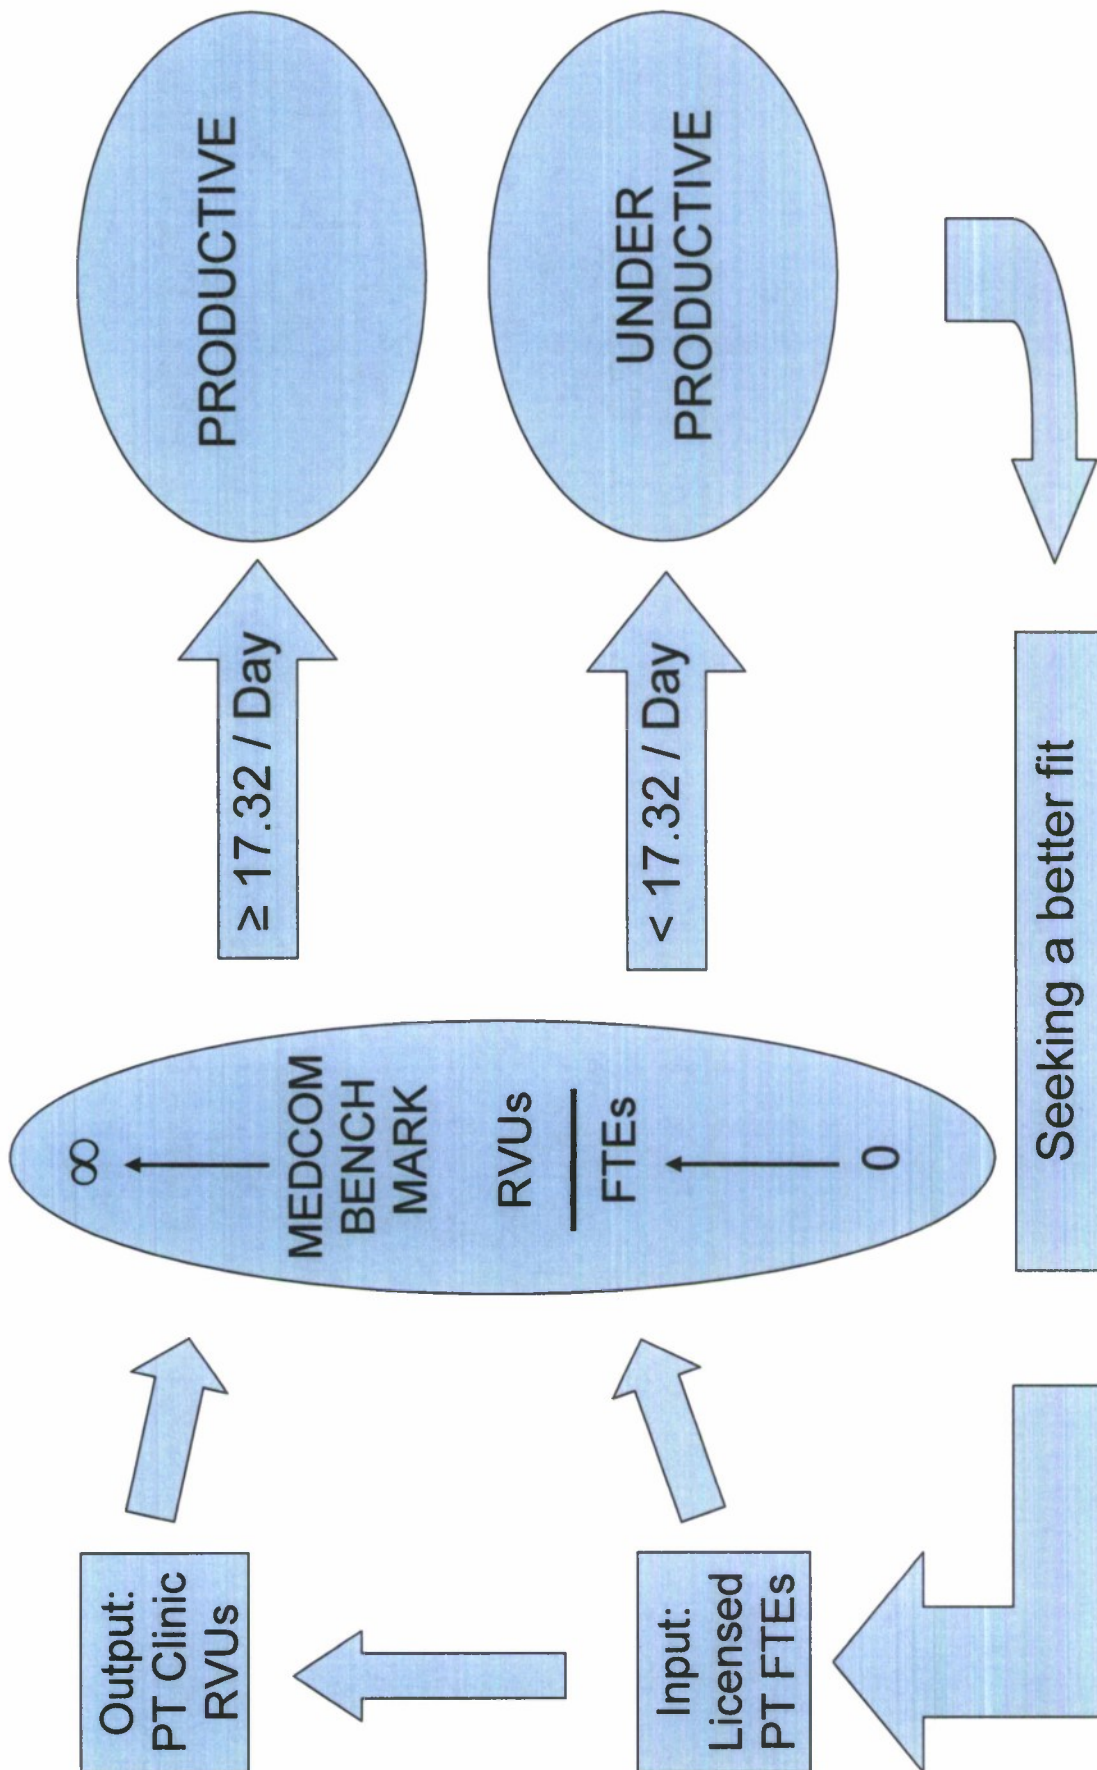 Output:
PT Clinic
RVUs
Input:
Licensed
PT FTEs
∞
MEDCOM
BENCH
MARK
RVUs
FTEs
0
≥ 17.32 / Day
< 17.32 / Day
PRODUCTIVE
UNDER
PRODUCTIVE
Seeking a better fit